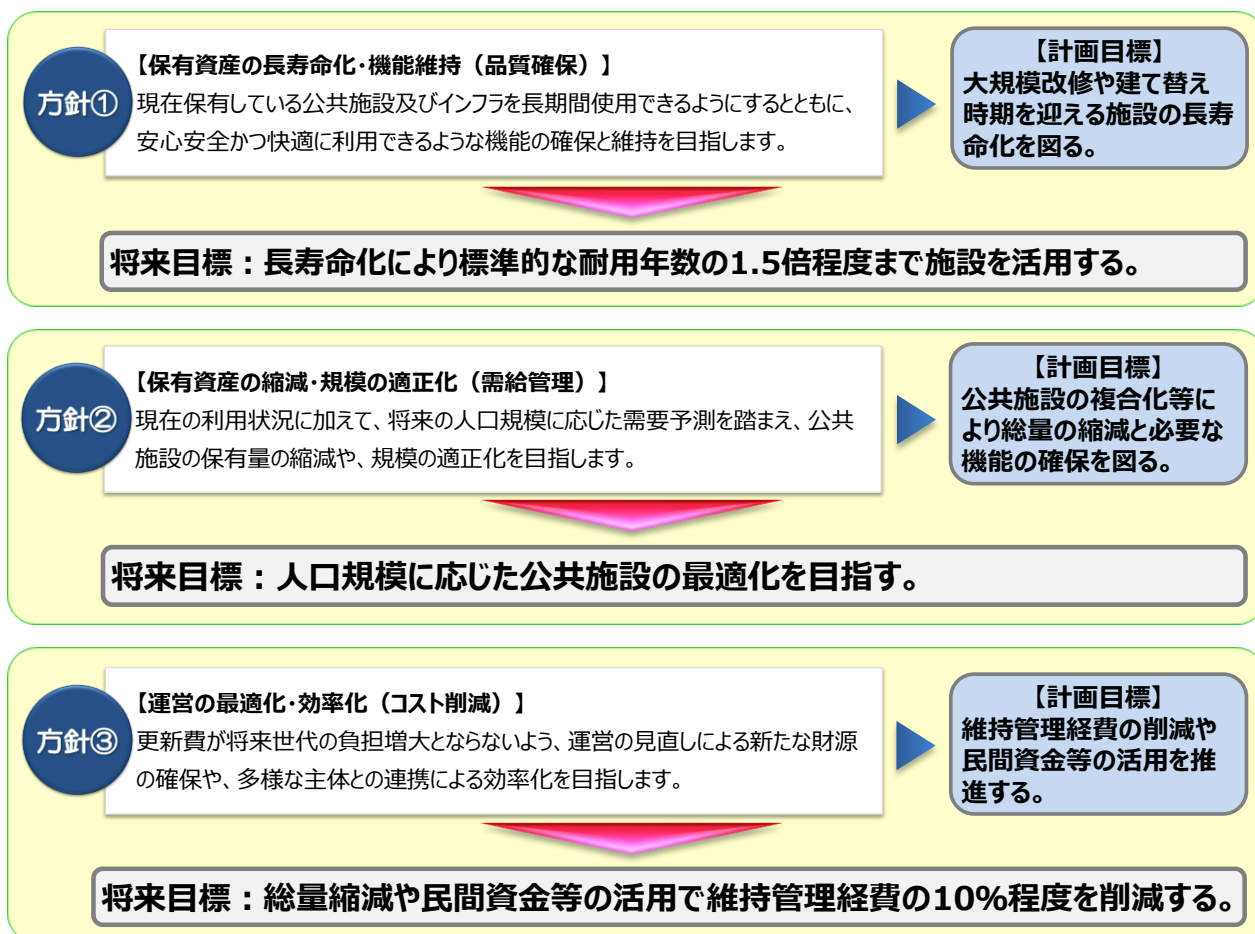 方針①
【保有資産の長寿命化・機能維持（品質確保）】
現在保有している公共施設及びインフラを長期間使用できるようにするとともに、
安心安全かつ快適に利用できるような機能の確保と維持を目指します。
【計画目標】
大規模改修や建て替え
時期を迎える施設の長寿
命化を図る。
将来目標：長寿命化により標準的な耐用年数の1.5倍程度まで施設を活用する。
方針②
【保有資産の縮減・規模の適正化（需給管理）】
現在の利用状況に加えて、将来の人口規模に応じた需要予測を踏まえ、公共
施設の保有量の縮減や、規模の適正化を目指します。
【計画目標】
公共施設の複合化等に
より総量の縮減と必要な
機能の確保を図る。
将来目標：人口規模に応じた公共施設の最適化を目指す。
方針③
【運営の最適化・効率化（コスト削減）】
更新費が将来世代の負担増大とならないよう、運営の見直しによる新たな財源
の確保や、多様な主体との連携による効率化を目指します。
【計画目標】
維持管理経費の削減や
民間資金等の活用を推
進する。
将来目標：総量縮減や民間資金等の活用で維持管理経費の10%程度を削減する。